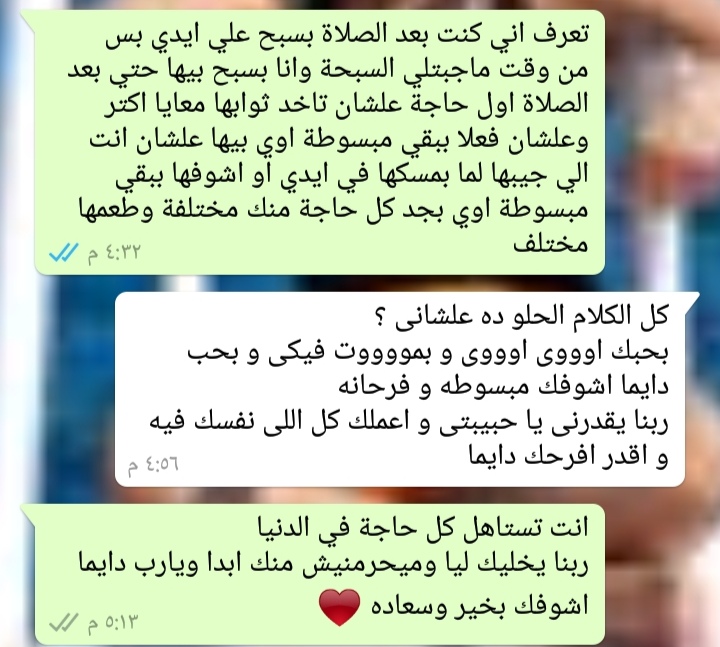 تعرف اني كنت بعد الصلاة بسبح علي ايدي بس
من وقت ماجبتلي السبحة وانا بسبح بيها حتي بعد
الصلاة اول حاجة علشان تاخد ثوابها معايا اكتر
وعلشان فعلا ببقي مبسوطة اوي بيها علشان انت
الي جيبها لما بمسكها في ايدي او اشوفها ببقي
مبسوطة اوي بجد كل حاجة منك مختلفة وطعمها
مختلف
٤:٣٢ م
كل الكلام الحلو ده علشانى ؟
بحبك اوووى اوووى و بموووووت فيكى و بحب
دايما اشوفك مبسوطه و فرحانه
ربنا يقدرنى يا حبيبتى و اعملك كل اللى نفسك فيه
و اقدر افرحك دايما
٤:٥٦ م
انت تستاهل كل حاجة في الدنيا
ربنا يخليك ليا وميحرمنيش منك ابدا ويارب دايما
اشوفك بخير وسعاده ❤️
٥:١٣ م